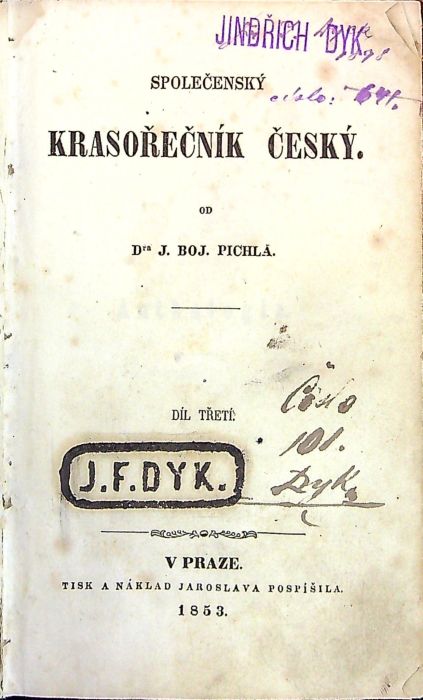 JINDŘICH DYK
1898
číslo: 641.
SPOLEČENSKÝ
KRASOŘEČNÍK ČESKÝ.
OD
Dra J. BOJ. PICHLA.
DÍL TŘETÍ.
Číslo
101.
Dyk
J.F.DYK.
V PRAZE.
TISK A NÁKLAD JAROSLAVA POSPÍŠILA.
1853.